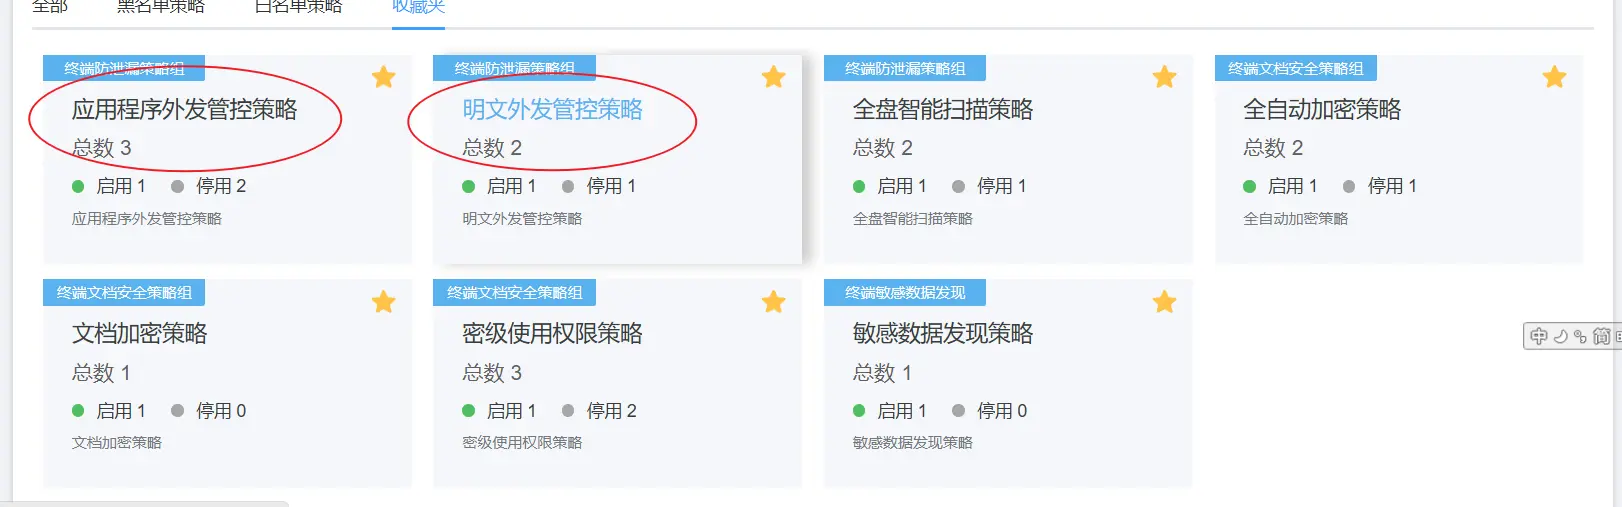 全部 黑名单策略 白名单策略 收藏夹
终端防泄漏策略组
应用程序外发管控策略
总数 3
启用 1 停用 2
应用程序外发管控策略
终端防泄漏策略组
明文外发管控策略
总数 2
启用 1 停用 1
明文外发管控策略
终端防泄漏策略组
全盘智能扫描策略
总数 2
启用 1 停用 1
全盘智能扫描策略
终端文档安全策略组
全自动加密策略
总数 2
启用 1 停用 1
全自动加密策略
终端文档安全策略组
文档加密策略
总数 1
启用 1 停用 0
文档加密策略
终端文档安全策略组
密级使用权限策略
总数 3
启用 1 停用 2
密级使用权限策略
终端敏感数据发现
敏感数据发现策略
总数 1
启用 1 停用 0
敏感数据发现策略
中 简